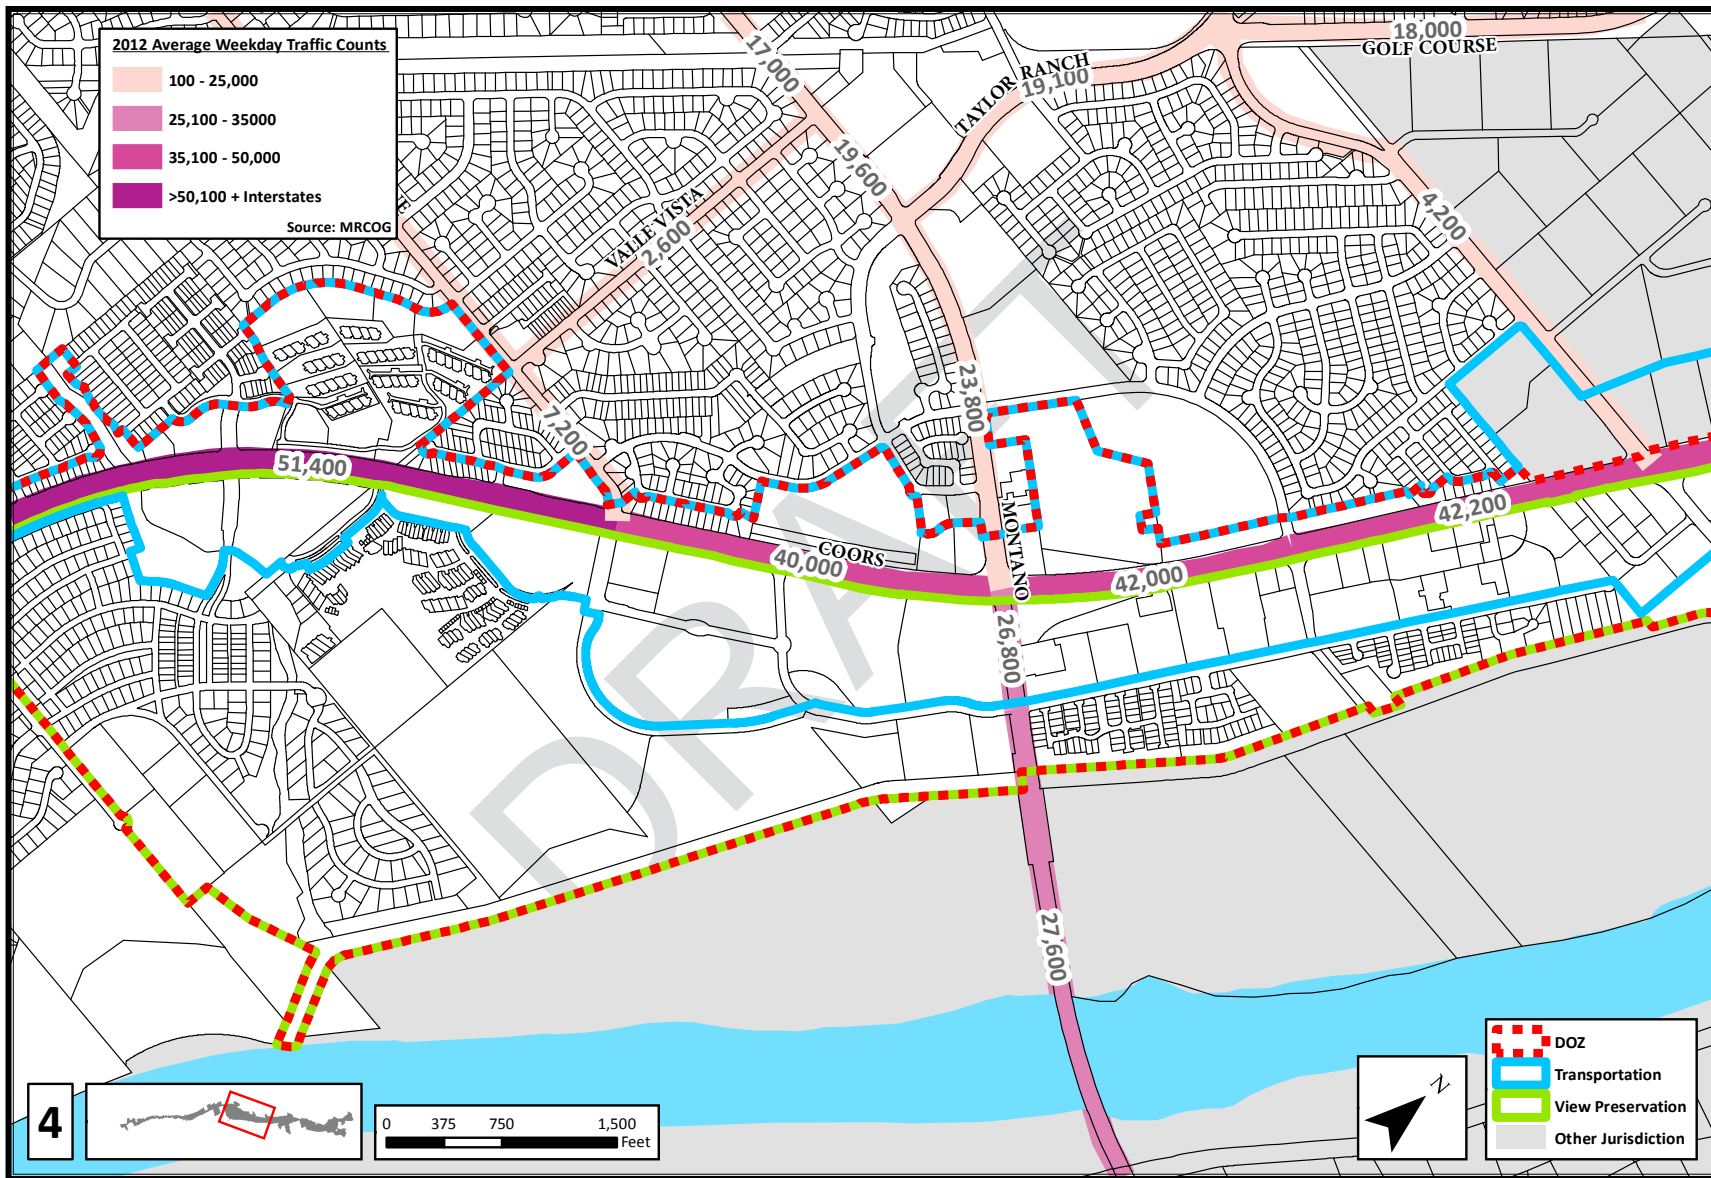 2012 Average Weekday Traffic Counts
100 - 25,000
25,100 - 35000
35,100 - 50,000
>50,100 + Interstates
Source: MRCOG
17,000
18,000
GOLF COURSE
TAYLOR RANCH
19,100
19,600
VALLE VISTA
2,600
4,200
23,800
7,200
51,400
42,200
MONTANO
COORS
40,000
42,000
26,800
DRAFT
27,600
4
0 375 750 1,500
Feet
N
DOZ
Transportation
View Preservation
Other Jurisdiction